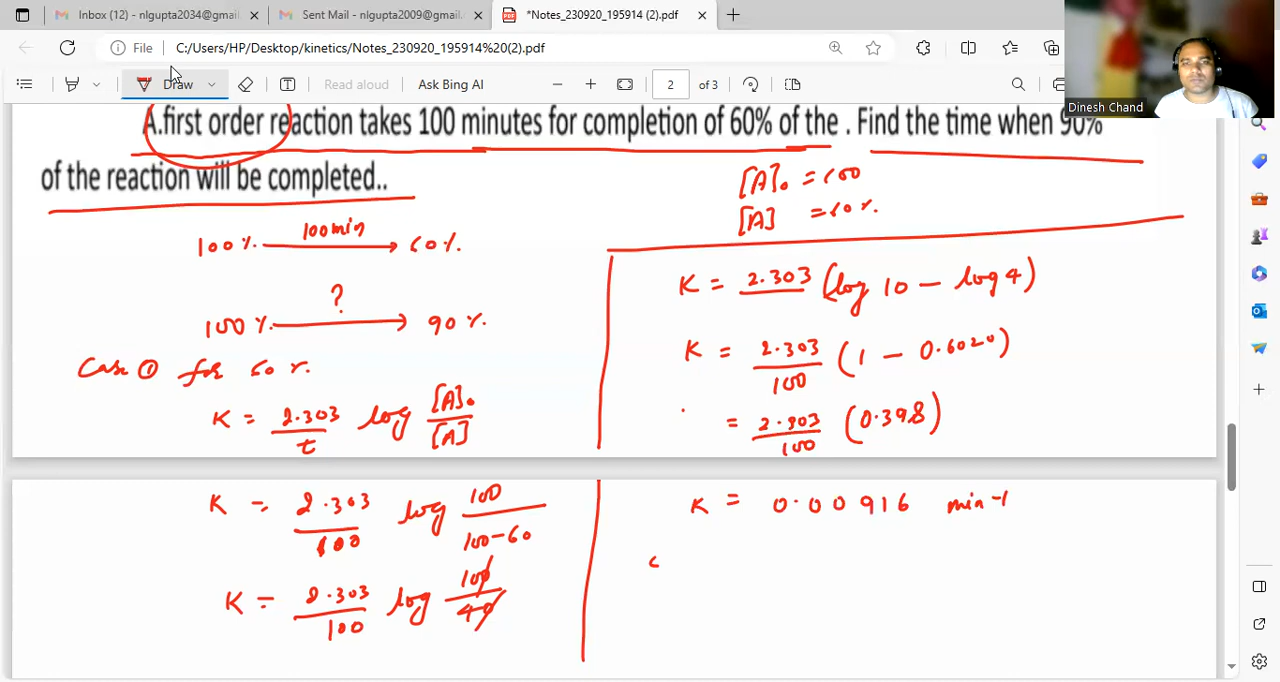 Inbox (12) - nlgupta2034@gmail
Sent Mail - nlgupta2009@gmail.c
*Notes_230920_195914 (2).pdf
File C:/Users/HP/Desktop/kinetics/Notes_230920_195914%20(2).pdf
Draw
Read aloud
Ask Bing AI
2 of 3
Dinesh Chand
A.first order reaction takes 100 minutes for completion of 60% of the . Find the time when 90%
of the reaction will be completed..
[A]₀ = 100
[A] = 60 %.
100 %. 100 min 60 %.
100 %. ? 90 %.
Case ① for 60 %.
K = 2.303/t log [A]₀/[A]
K = 2.303/100 log 100/100-60
K = 2.303/100 log 100/40
K = 2.303 (log 10 - log 4)
K = 2.303/100 (1 - 0.6020)
= 2.303/100 (0.398)
K = 0.00916 min-1